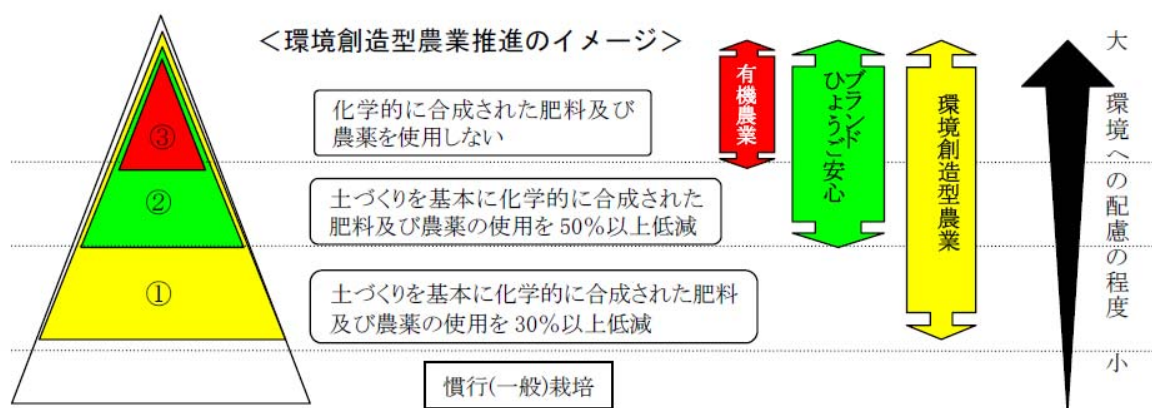 ＜環境創造型農業推進のイメージ＞
③
化学的に合成された肥料及び
農薬を使用しない
②
土づくりを基本に化学的に合成された
肥料及び農薬の使用を50％以上低減
①
土づくりを基本に化学的に合成された肥料
及び農薬の使用を30％以上低減
慣行(一般)栽培
有機農業
ブランド
ひょうご安心
環境創造型農業
大
環境への配慮の程度
小